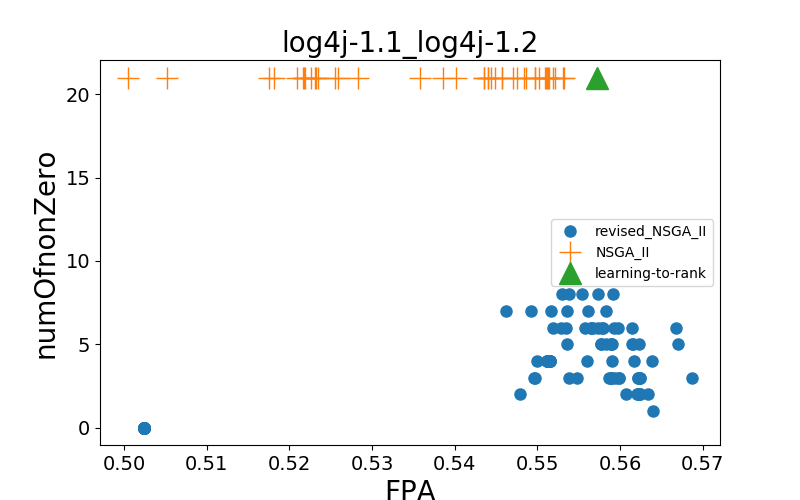 log4j-1.1_log4j-1.2
numOfnonZero
20
15
10
5
0
revised_NSGA_II
NSGA_II
learning-to-rank
0.50 0.51 0.52 0.53 0.54 0.55 0.56 0.57
FPA